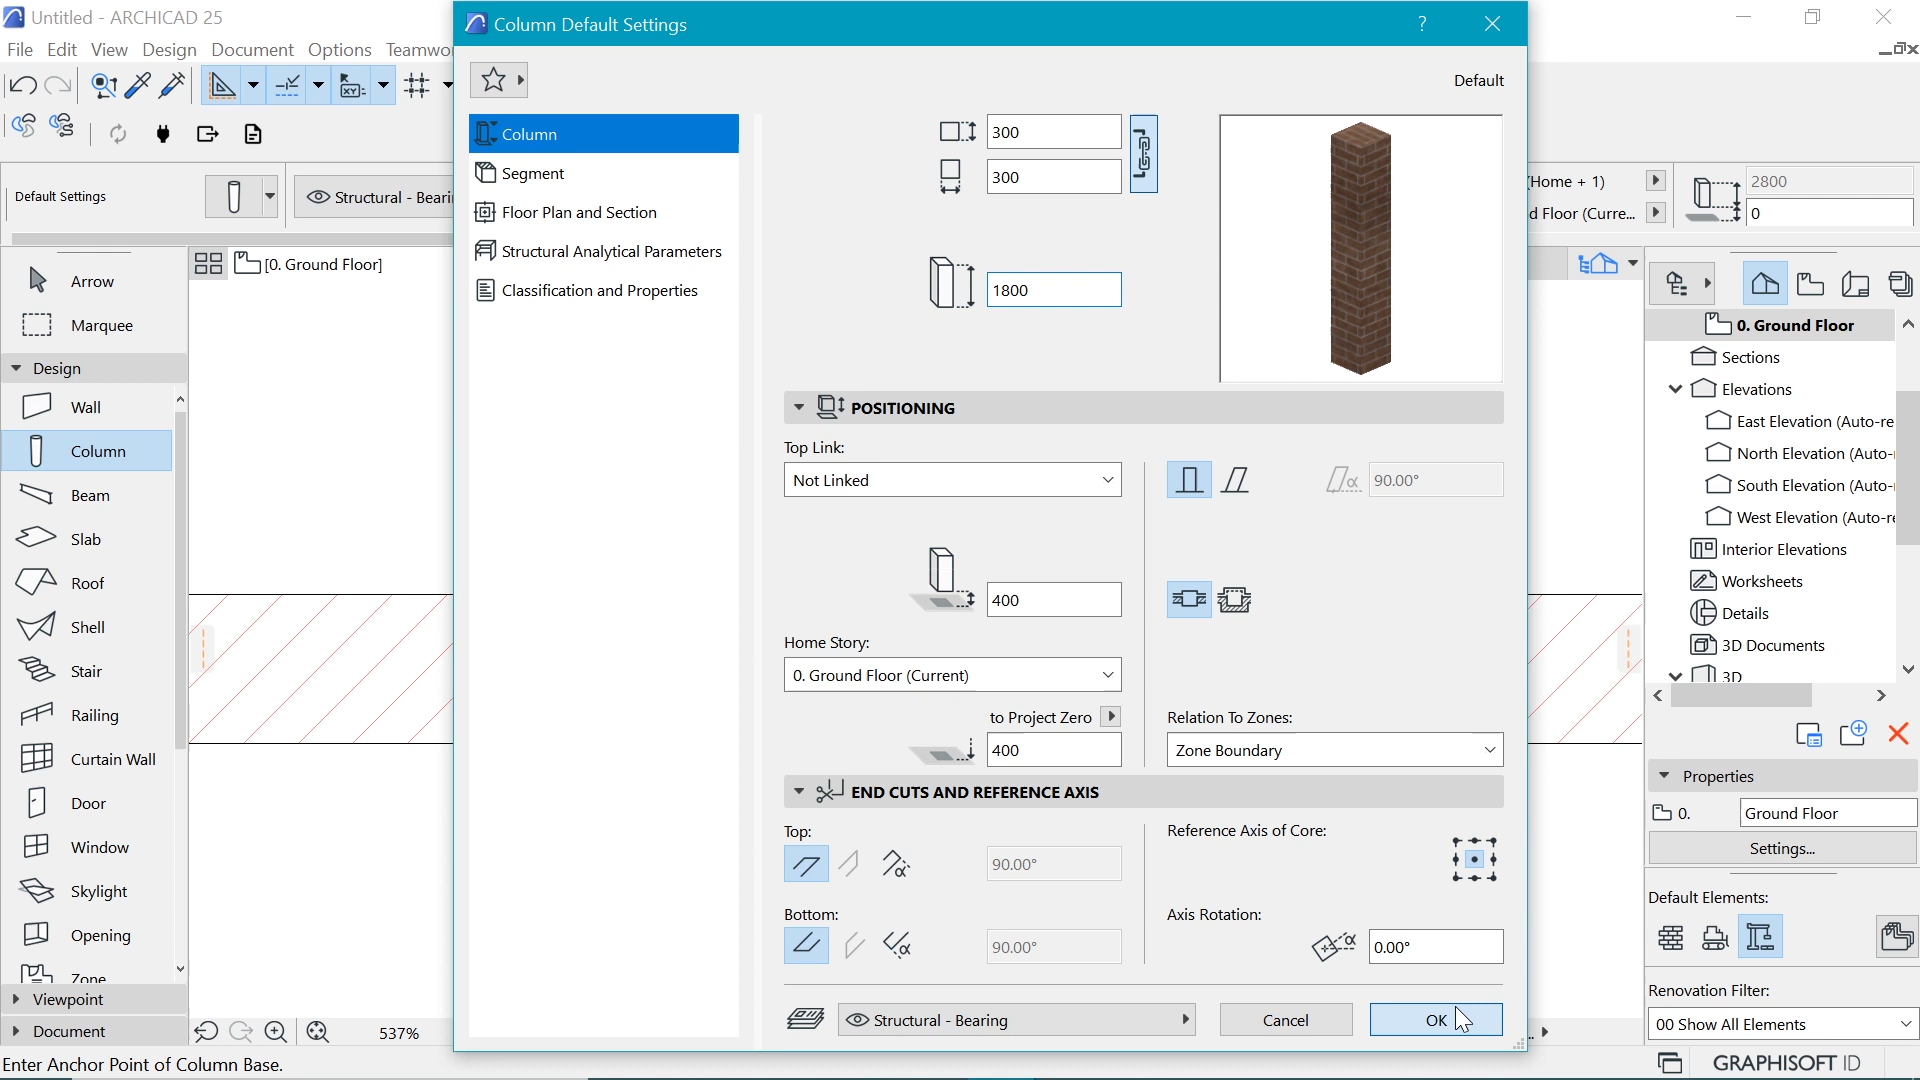 Untitled - ARCHICAD 25
Column Default Settings
?
File Edit View Design Document Options Teamwo
Default
Default Settings
Structural - Beari
Home + 1)
2800
d Floor (Curre...
0
[0. Ground Floor]
Arrow
Marquee
Design
Wall
Column
Beam
Slab
Roof
Shell
Stair
Railing
Curtain Wall
Door
Window
Skylight
Opening
Zone
Viewpoint
Document
537%
Enter Anchor Point of Column Base.
Column
Segment
Floor Plan and Section
Structural Analytical Parameters
Classification and Properties
300
300
1800
POSITIONING
Top Link:
Not Linked
90.00°
400
Home Story:
0. Ground Floor (Current)
to Project Zero
400
Relation To Zones:
Zone Boundary
END CUTS AND REFERENCE AXIS
Top:
90.00°
Reference Axis of Core:
Bottom:
90.00°
Axis Rotation:
0.00°
Structural - Bearing
Cancel
OK
0. Ground Floor
Sections
Elevations
East Elevation (Auto-re
North Elevation (Auto-
South Elevation (Auto-
West Elevation (Auto-re
Interior Elevations
Worksheets
Details
3D Documents
3D
Properties
0.
Ground Floor
Settings...
Default Elements:
Renovation Filter:
00 Show All Elements
GRAPHISOFT ID